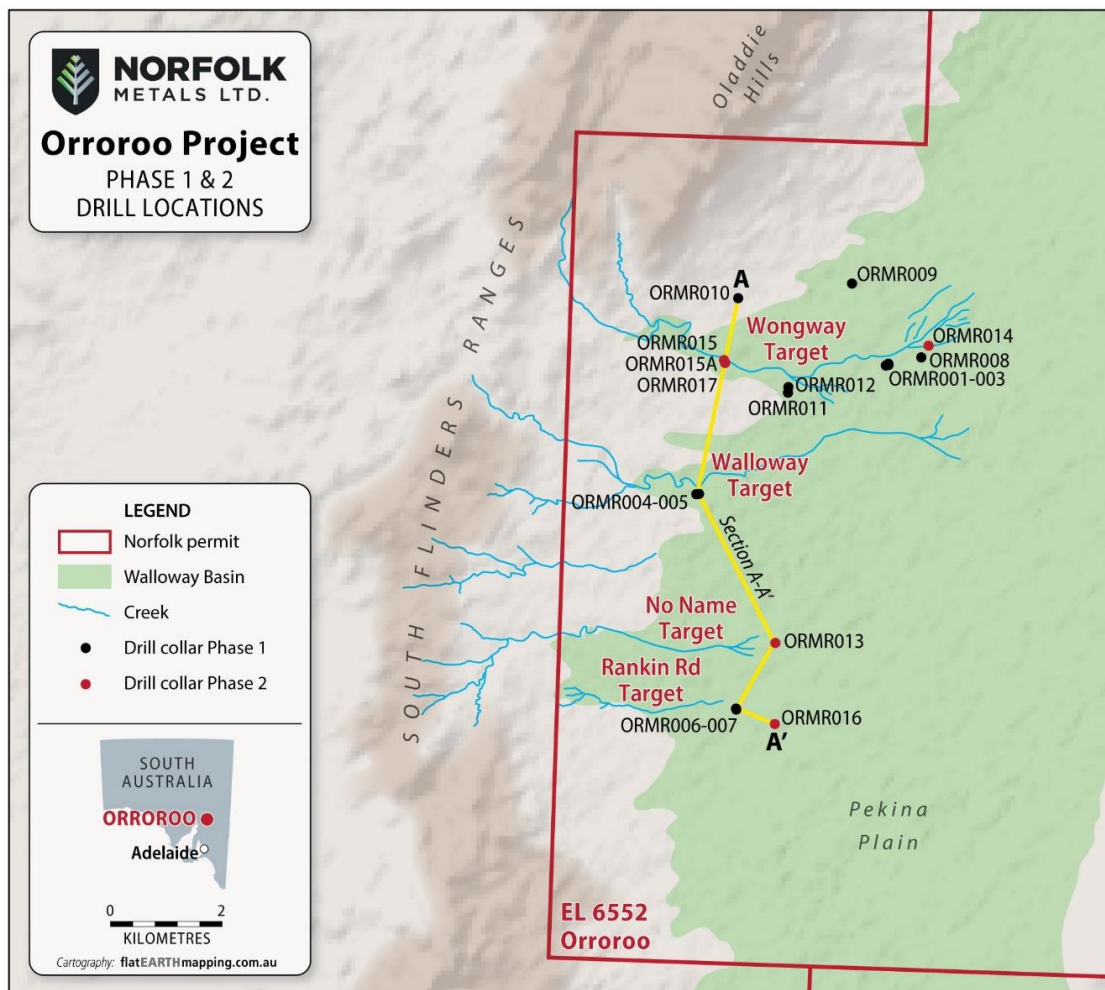 NORFOLK
METALS LTD.
Orroroo Project
PHASE 1 & 2
DRILL LOCATIONS
Oladdie
Hills
SOUTH FLINDERS RANGES
A
ORMR009
ORMR010
Wongway
Target
ORMR014
ORMR015
ORMR015A
ORMR017
ORMR008
ORMR001-003
ORMR012
ORMR011
Walloway
Target
ORMR004-005
Section A-A'
No Name
Target
ORMR013
Rankin Rd
Target
ORMR006-007
ORMR016
A'
Pekina
Plain
EL 6552
Orroroo
LEGEND
Norfolk permit
Walloway Basin
Creek
Drill collar Phase 1
Drill collar Phase 2
SOUTH
AUSTRALIA
ORROROO
Adelaide
0 2
KILOMETRES
Cartography: flatEARTHmapping.com.au